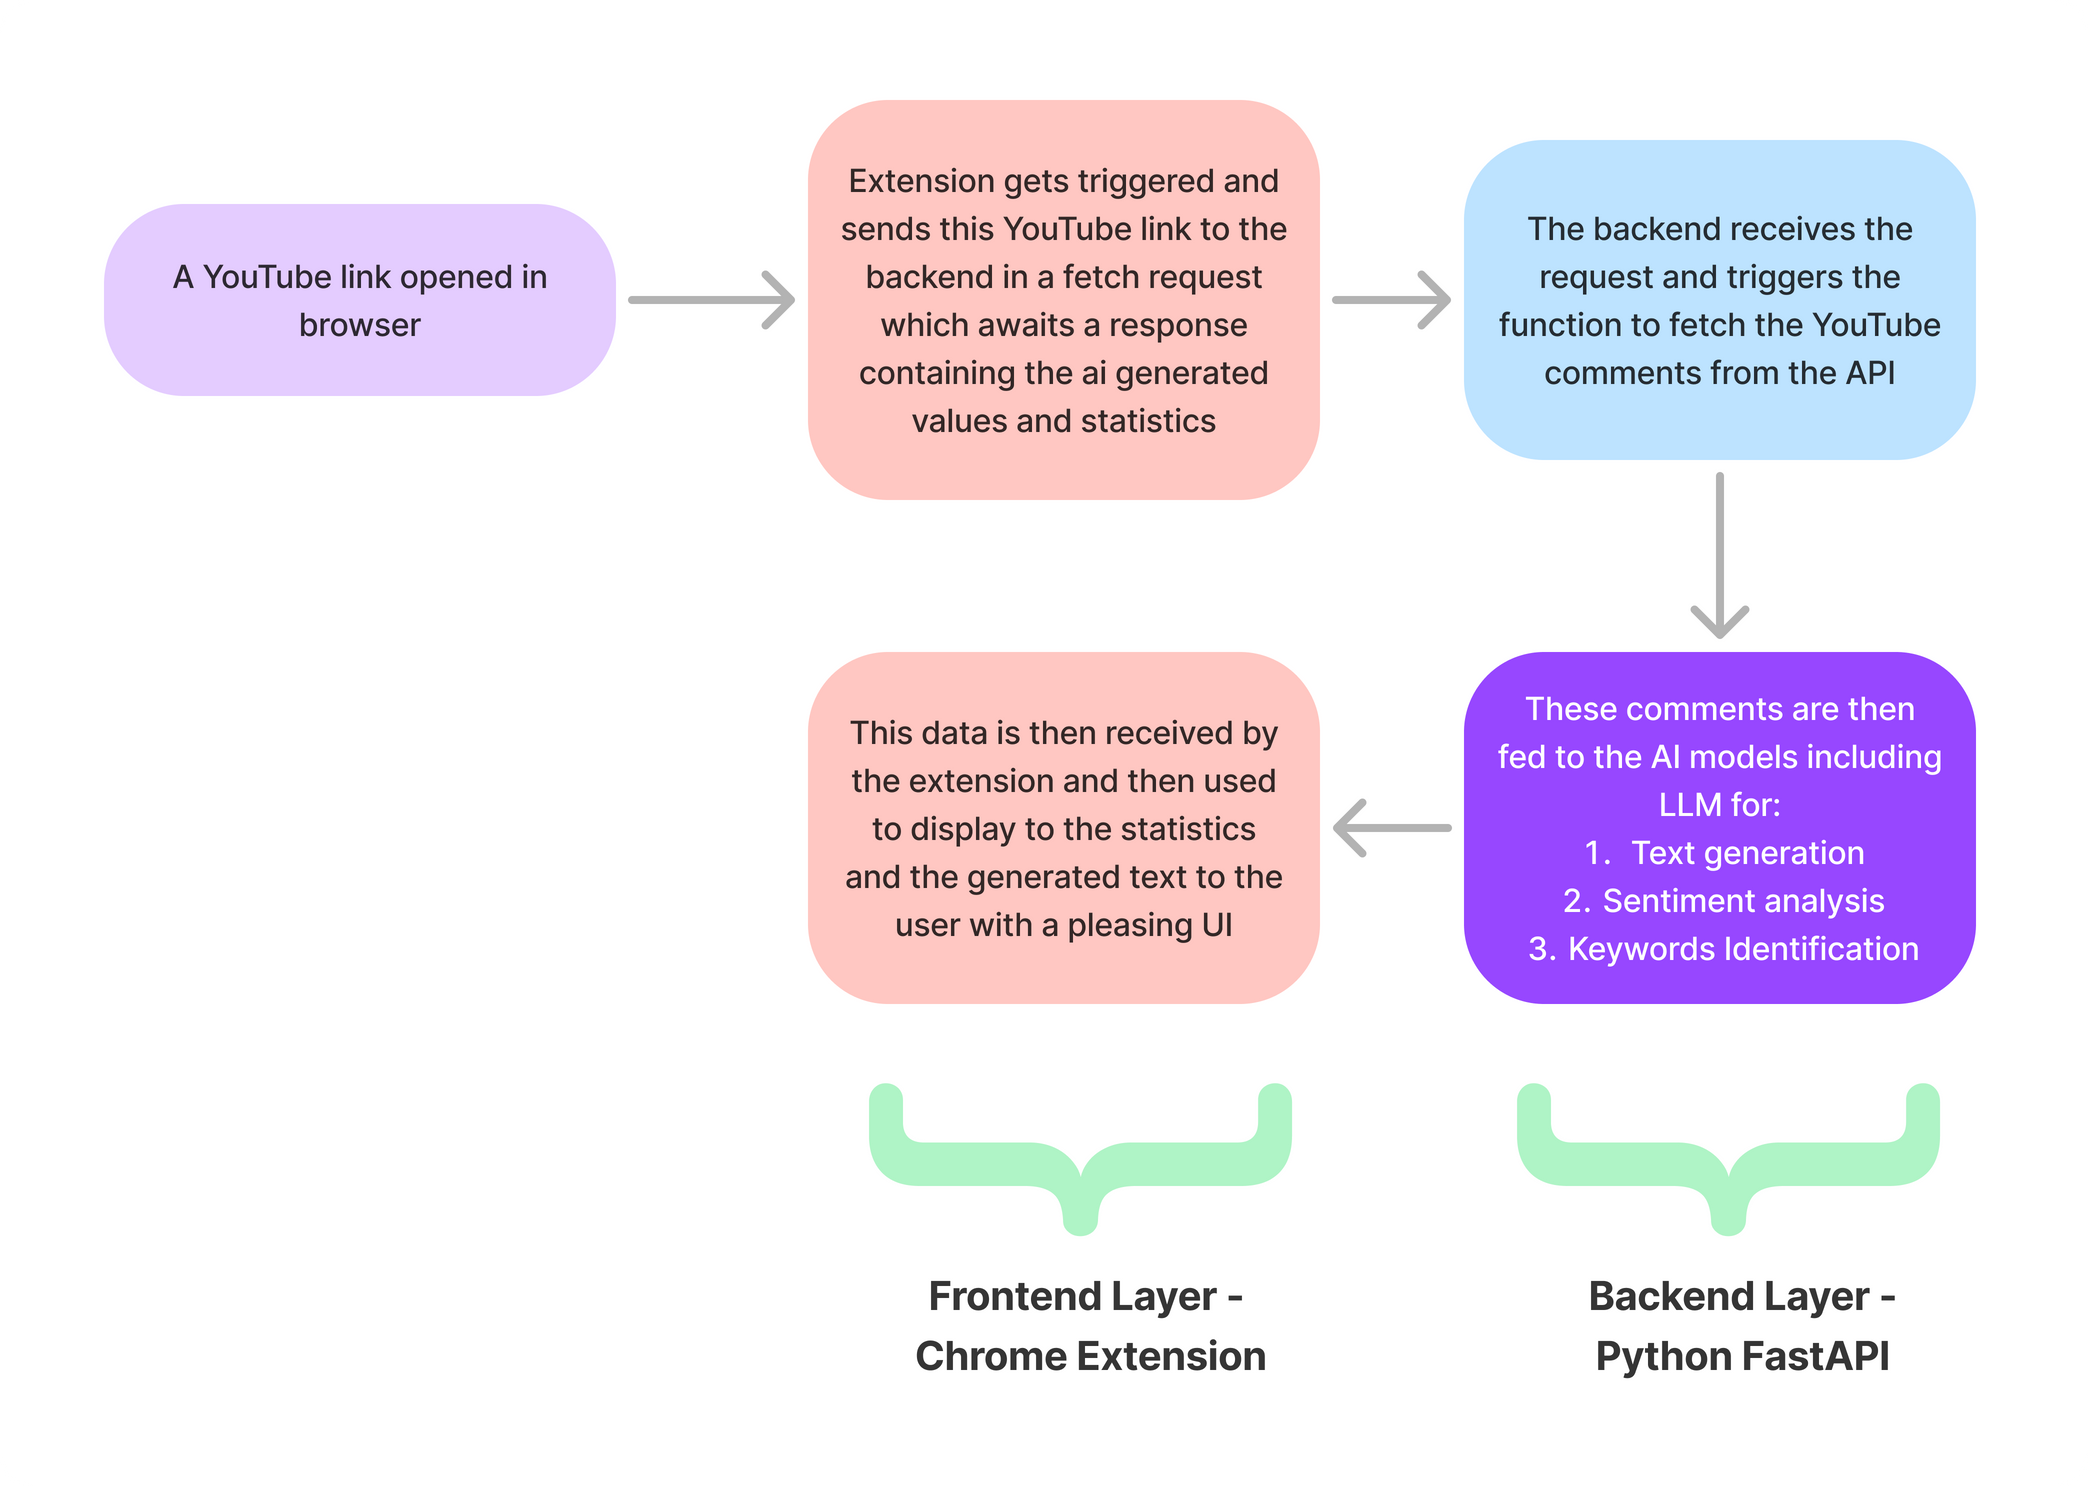 A YouTube link opened in
browser
Extension gets triggered and
sends this YouTube link to the
backend in a fetch request
which awaits a response
containing the ai generated
values and statistics
The backend receives the
request and triggers the
function to fetch the YouTube
comments from the API
These comments are then
fed to the AI models including
LLM for:
1. Text generation
2. Sentiment analysis
3. Keywords Identification
This data is then received by
the extension and then used
to display to the statistics
and the generated text to the
user with a pleasing UI
Frontend Layer -
Chrome Extension
Backend Layer -
Python FastAPI